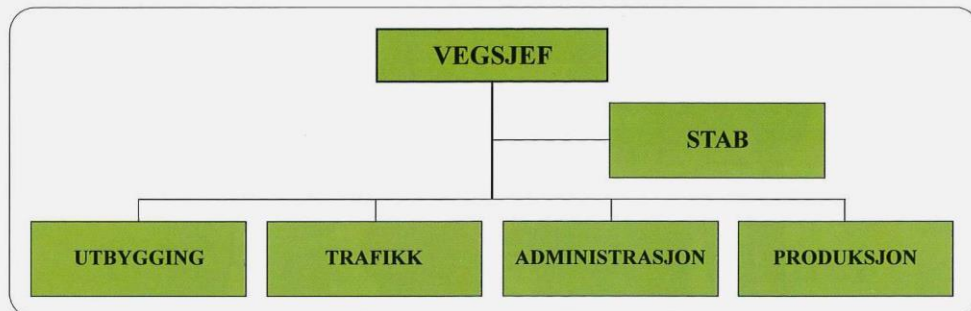 VEGSJEF
STAB
UTBYGGING
TRAFIKK
ADMINISTRASJON
PRODUKSJON